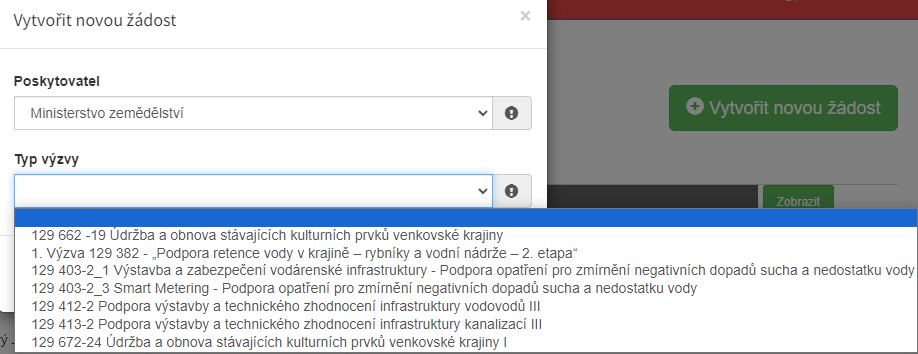 Vytvořit novou žádost ×
Poskytovatel
Ministerstvo zemědělství
Vytvořit novou žádost
Typ výzvy
Zobrazit
129 662 -19 Údržba a obnova stávajících kulturních prvků venkovské krajiny
1. Výzva 129 382 - „Podpora retence vody v krajině – rybníky a vodní nádrže – 2. etapa“
129 403-2_1 Výstavba a zabezpečení vodárenské infrastruktury - Podpora opatření pro zmírnění negativních dopadů sucha a nedostatku vody
129 403-2_3 Smart Metering - Podpora opatření pro zmírnění negativních dopadů sucha a nedostatku vody
129 412-2 Podpora výstavby a technického zhodnocení infrastruktury vodovodů III
129 413-2 Podpora výstavby a technického zhodnocení infrastruktury kanalizací III
129 672-24 Údržba a obnova stávajících kulturních prvků venkovské krajiny I